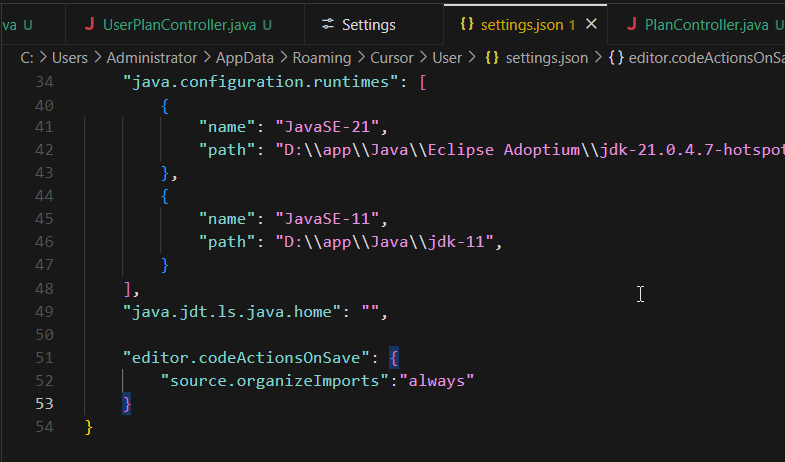 va U
J UserPlanController.java U
Settings
{} settings.json 1
J PlanController.java U
C: > Users > Administrator > AppData > Roaming > Cursor > User > {} settings.json > {} editor.codeActionsOnSa
34 "java.configuration.runtimes": [
40 {
41 "name": "JavaSE-21",
42 "path": "D:\\app\\Java\\Eclipse Adoptium\\jdk-21.0.4.7-hotspot
43 },
44 {
45 "name": "JavaSE-11",
46 "path": "D:\\app\\Java\\jdk-11",
47 }
48 ],
49 "java.jdt.ls.java.home": "",
50
51 "editor.codeActionsOnSave": {
52 "source.organizeImports":"always"
53 }
54 }